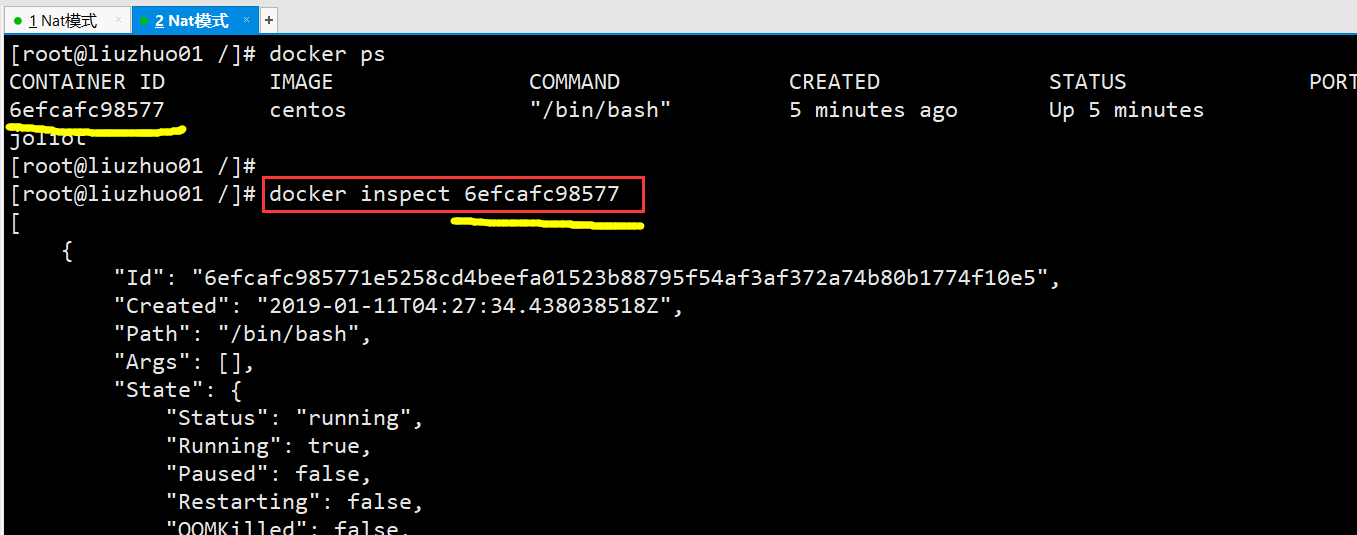 1 Nat模式 × 2 Nat模式 × +
[root@liuzhuo01 /]# docker ps
CONTAINER ID        IMAGE               COMMAND             CREATED             STATUS              PORT
6efcafc98577        centos              "/bin/bash"         5 minutes ago       Up 5 minutes
joliot
[root@liuzhuo01 /]#
[root@liuzhuo01 /]# docker inspect 6efcafc98577
[
    {
        "Id": "6efcafc985771e5258cd4beefa01523b88795f54af3af372a74b80b1774f10e5",
        "Created": "2019-01-11T04:27:34.438038518Z",
        "Path": "/bin/bash",
        "Args": [],
        "State": {
            "Status": "running",
            "Running": true,
            "Paused": false,
            "Restarting": false,
            "OOMKilled": false,